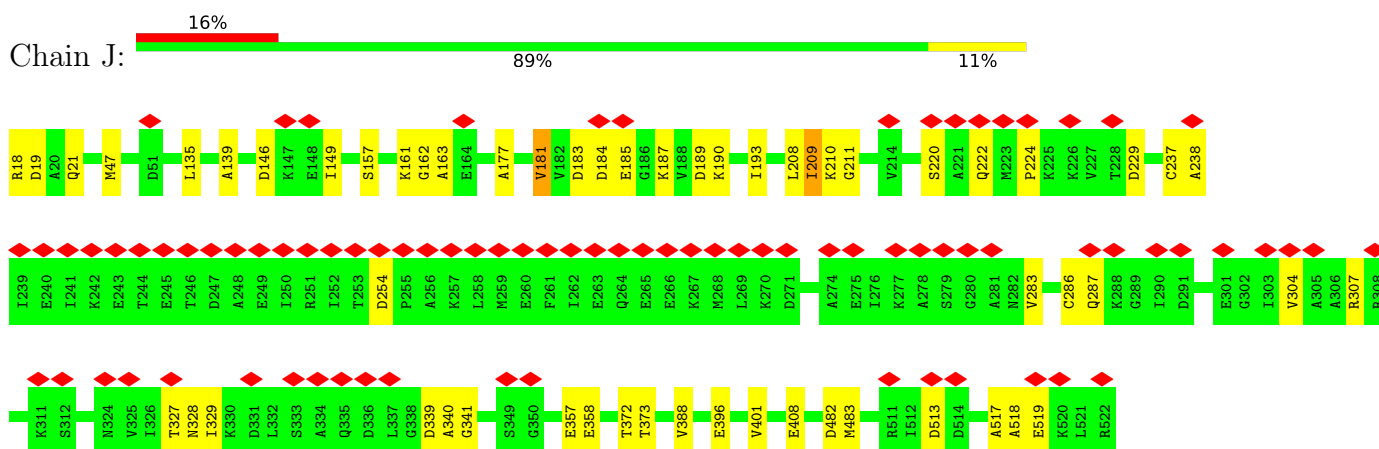 16%
Chain J:
89% 11%
R18 D19 A20 Q21 M47 D51 L135 A139 D146 K147 E148 I149 S157 K161 G162 A163 E164 A177 V181 V182 D183 D184 E185 G186 K187 V188 D189 K190 I193 L208 I209 K210 G211 V214 S220 A221 Q222 M223 P224 K225 K226 V227 T228 D229 C237 A238
I239 E240 I241 K242 E243 T244 E245 T246 D247 A248 E249 I250 R251 I252 T253 D254 P255 A256 K257 L258 M259 E260 F261 I262 E263 Q264 E265 E266 K267 M268 L269 K270 D271 A274 E275 I276 K277 A278 S279 G280 A281 N282 V283 C286 Q287 K288 G289 I290 D291 E301 G302 I303 V304 A305 A306 R307 R308
K311 S312 N324 V325 I326 T327 N328 I329 K330 D331 L332 S333 A334 Q335 D336 L337 G338 D339 A340 G341 S349 G350 E357 E358 T372 T373 V388 E396 V401 E408 D482 M483 R511 I512 D513 D514 A517 A518 E519 K520 L521 R522